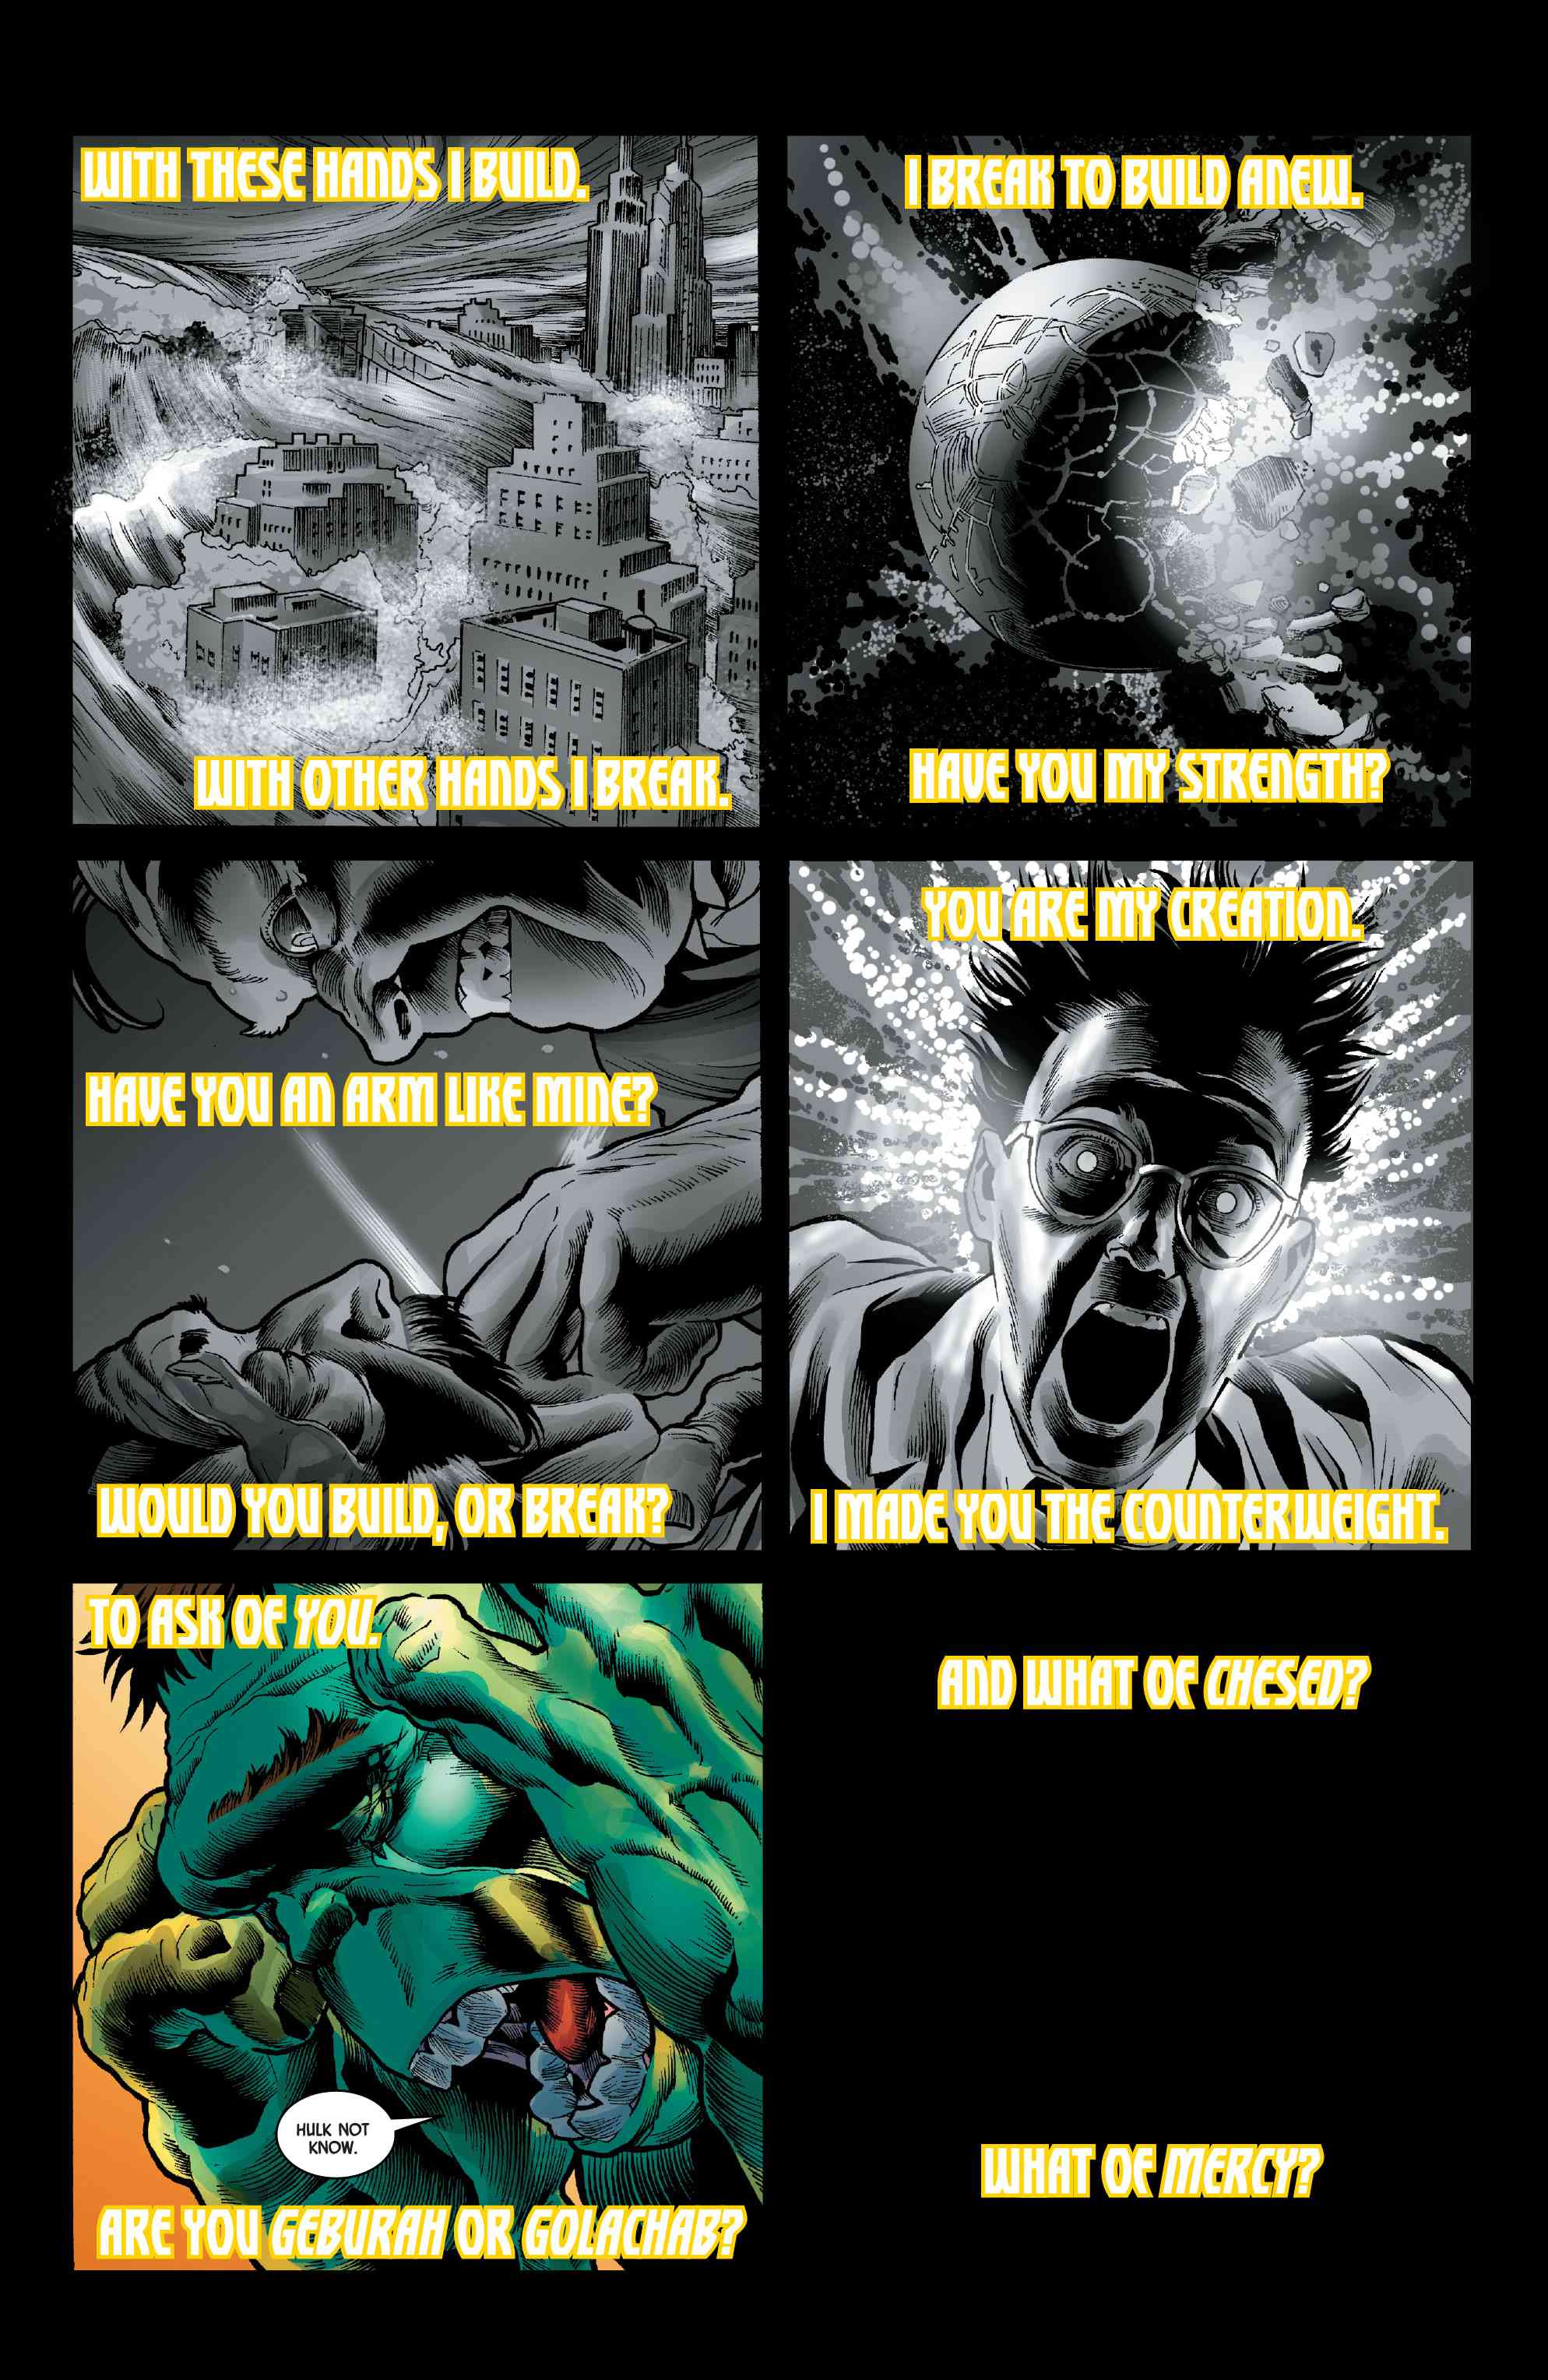 WITH THESE HANDS I BUILD.
WITH OTHER HANDS I BREAK.
I BREAK TO BUILD ANEW.
HAVE YOU MY STRENGTH?
HAVE YOU AN ARM LIKE MINE?
WOULD YOU BUILD, OR BREAK?
YOU ARE MY CREATION.
I MADE YOU THE COUNTERWEIGHT.
TO ASK OF YOU.
HULK NOT
KNOW.
ARE YOU GEBURAH OR GOLACHAB?
AND WHAT OF CHESED?
WHAT OF MERCY?